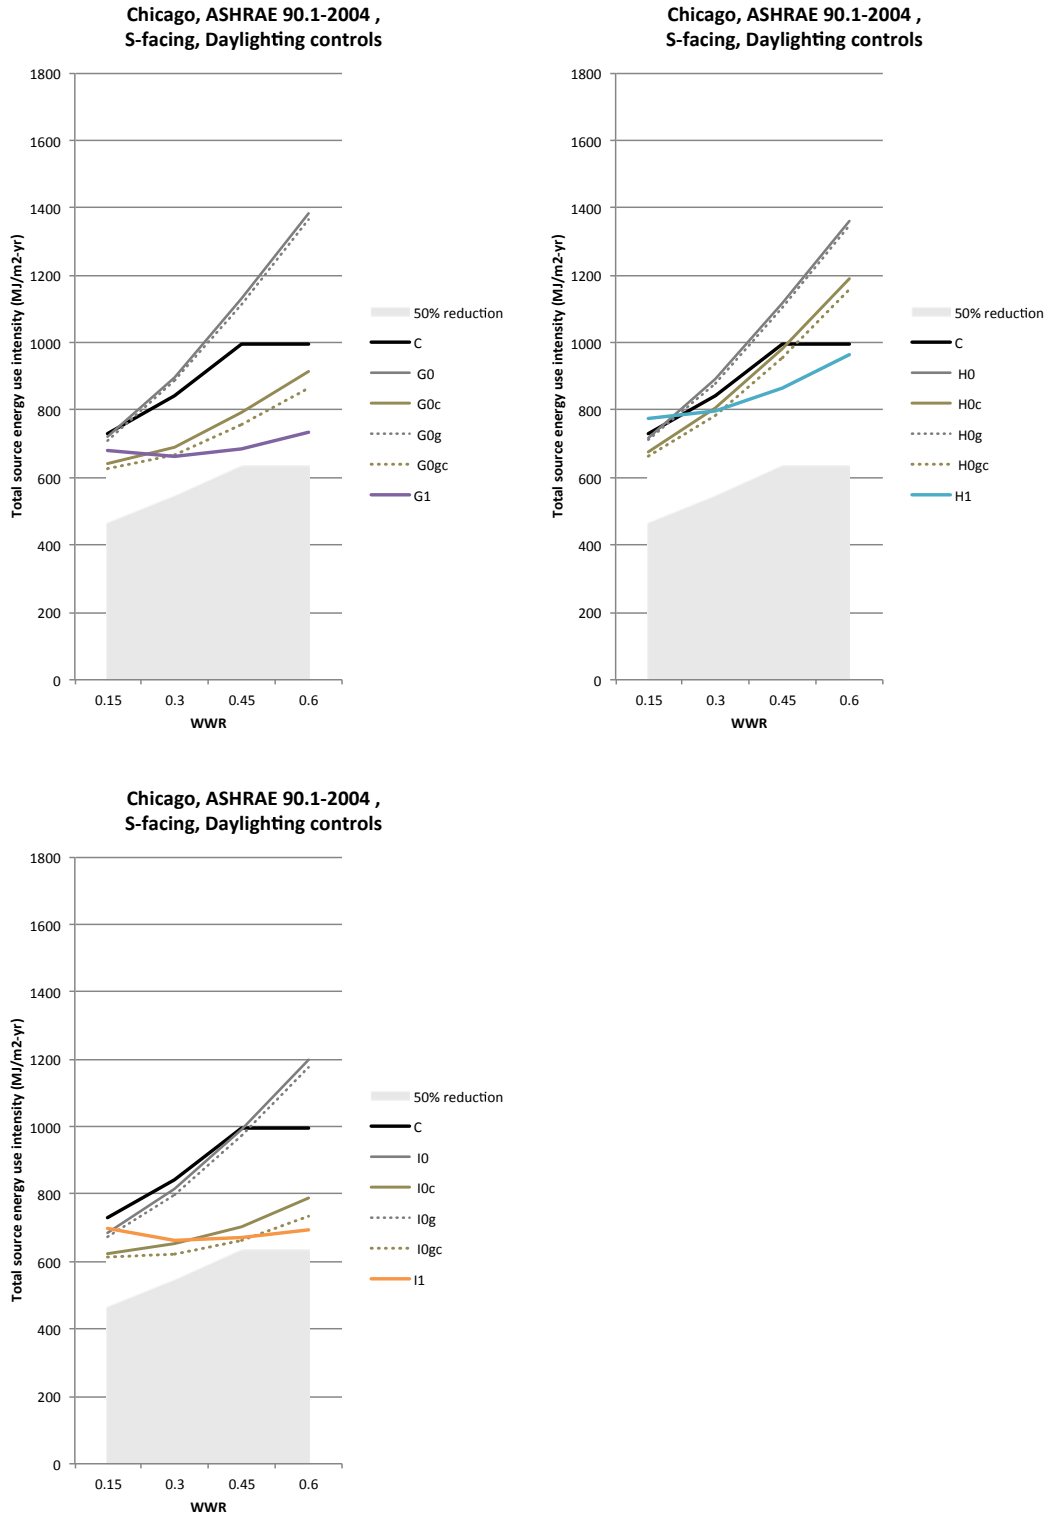 Chicago, ASHRAE 90.1-2004 ,
S-facing, Daylighting controls
Total source energy use intensity (MJ/m2-yr)
1800
1600
1400
1200
1000
800
600
400
200
0
0.15 0.3 0.45 0.6
WWR
50% reduction
C
G0
G0c
G0g
G0gc
G1
Chicago, ASHRAE 90.1-2004 ,
S-facing, Daylighting controls
Total source energy use intensity (MJ/m2-yr)
1800
1600
1400
1200
1000
800
600
400
200
0
0.15 0.3 0.45 0.6
WWR
50% reduction
C
H0
H0c
H0g
H0gc
H1
Chicago, ASHRAE 90.1-2004 ,
S-facing, Daylighting controls
Total source energy use intensity (MJ/m2-yr)
1800
1600
1400
1200
1000
800
600
400
200
0
0.15 0.3 0.45 0.6
WWR
50% reduction
C
I0
I0c
I0g
I0gc
I1